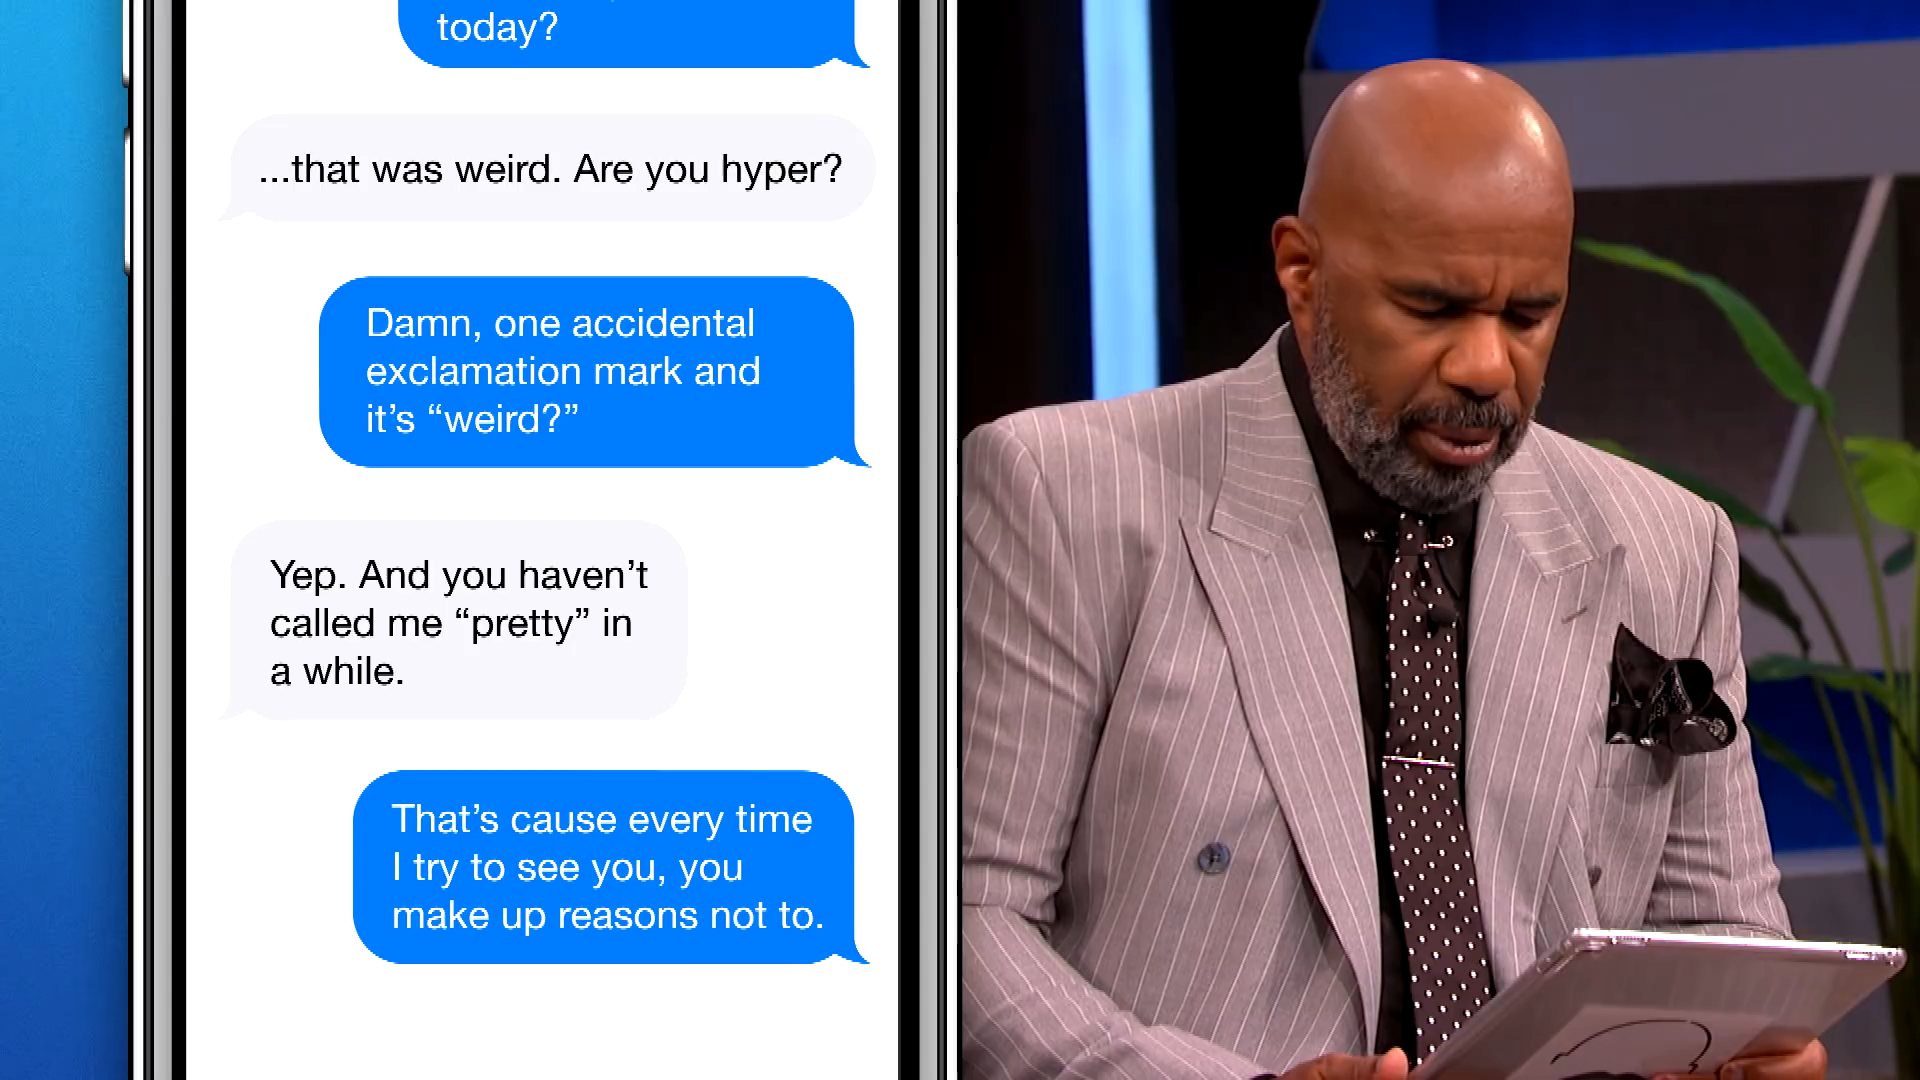 today?
...that was weird. Are you hyper?
Damn, one accidental
exclamation mark and
it’s “weird?”
Yep. And you haven’t
called me “pretty” in
a while.
That’s cause every time
I try to see you, you
make up reasons not to.